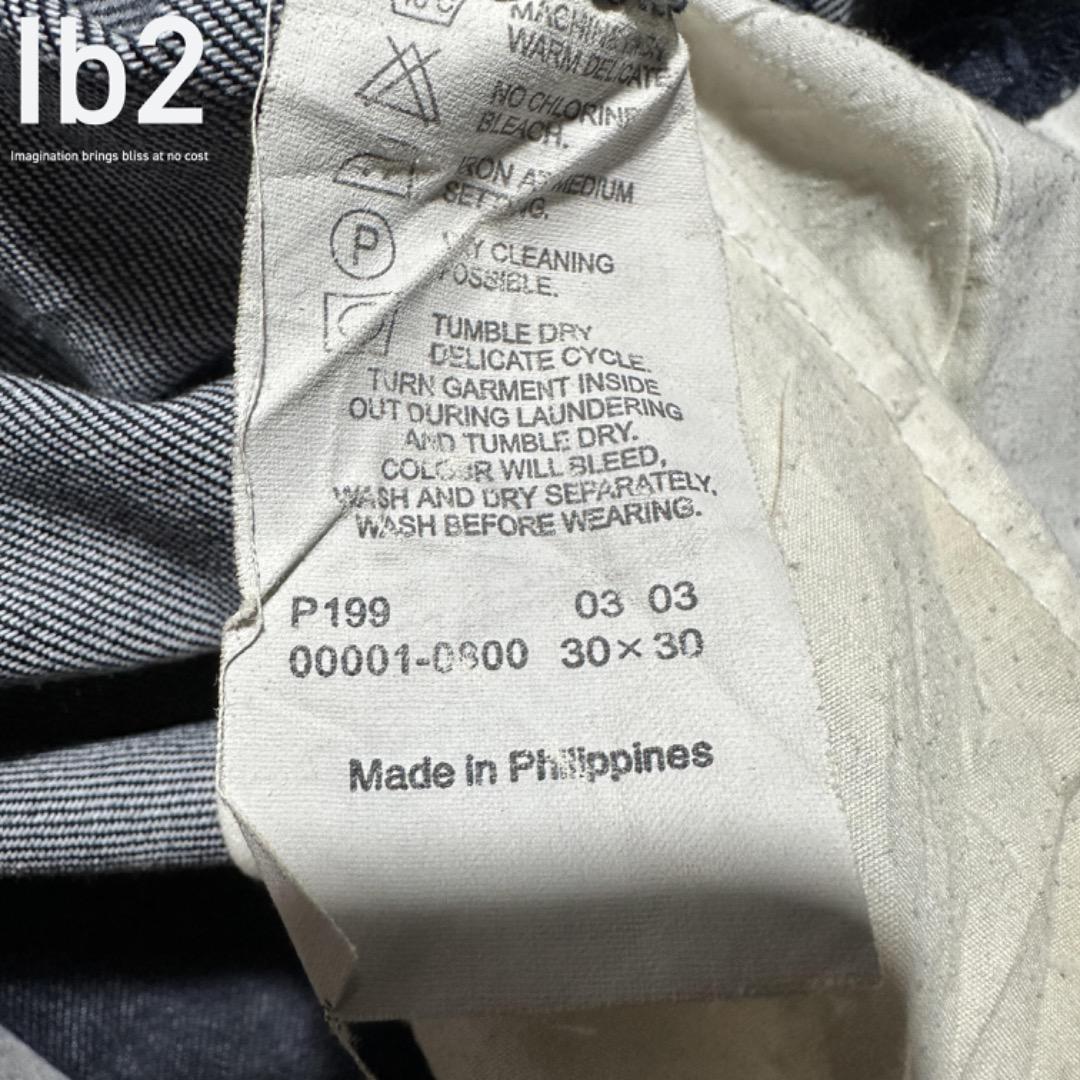 lb2
Imagination brings bliss at no cost
MACHINE WASH
WARM DELICATE
NO CHLORINE
BLEACH.
IRON AT MEDIUM
SETTING.
P
DRY CLEANING
POSSIBLE.
TUMBLE DRY
DELICATE CYCLE.
TURN GARMENT INSIDE
OUT DURING LAUNDERING
AND TUMBLE DRY.
COLOUR WILL BLEED,
WASH AND DRY SEPARATELY,
WASH BEFORE WEARING.
P199 03 03
00001-0800 30×30
Made in Philippines